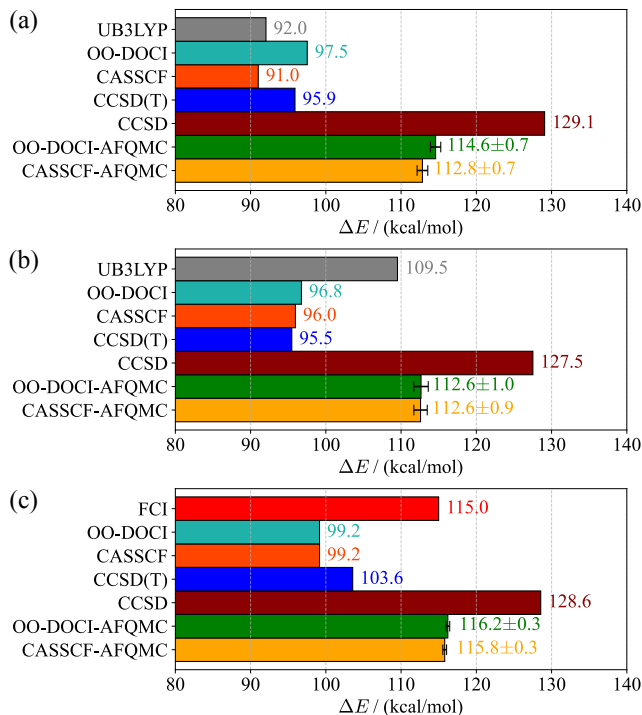 (a)
UB3LYP 92.0
OO-DOCI 97.5
CASSCF 91.0
CCSD(T) 95.9
CCSD 129.1
OO-DOCI-AFQMC 114.6±0.7
CASSCF-AFQMC 112.8±0.7
80 90 100 110 120 130 140
ΔE / (kcal/mol)
(b)
UB3LYP 109.5
OO-DOCI 96.8
CASSCF 96.0
CCSD(T) 95.5
CCSD 127.5
OO-DOCI-AFQMC 112.6±1.0
CASSCF-AFQMC 112.6±0.9
80 90 100 110 120 130 140
ΔE / (kcal/mol)
(c)
FCI 115.0
OO-DOCI 99.2
CASSCF 99.2
CCSD(T) 103.6
CCSD 128.6
OO-DOCI-AFQMC 116.2±0.3
CASSCF-AFQMC 115.8±0.3
80 90 100 110 120 130 140
ΔE / (kcal/mol)